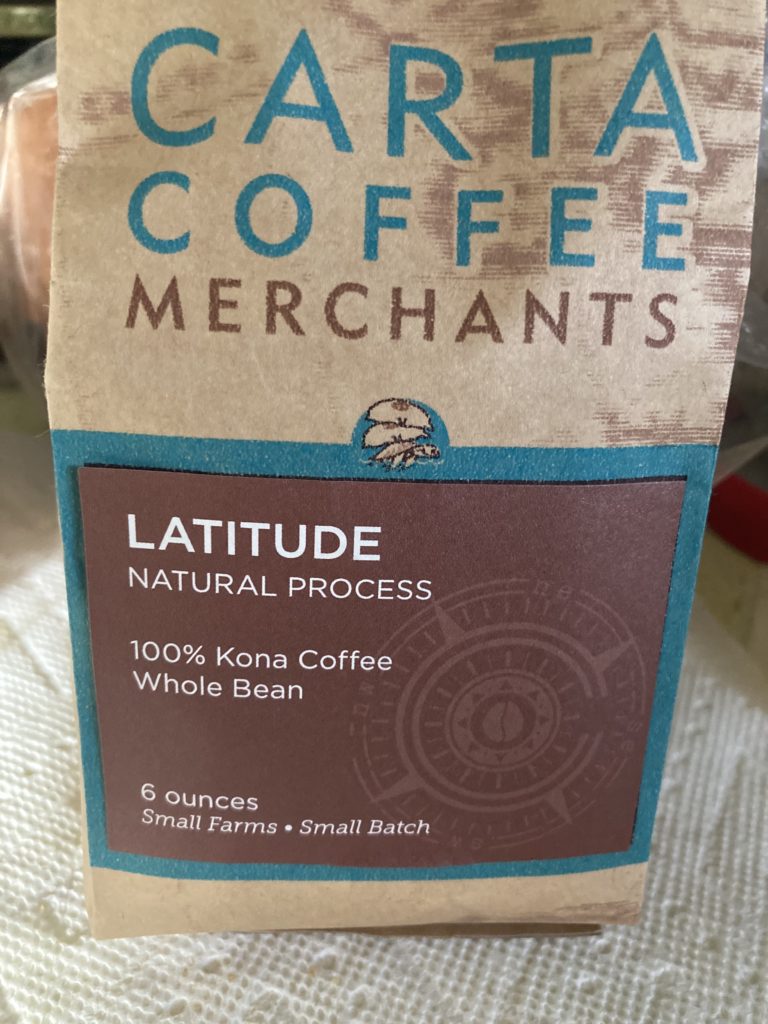 CARTA
COFFEE
MERCHANTS
LATITUDE
NATURAL PROCESS
100% Kona Coffee
Whole Bean
6 ounces
Small Farms • Small Batch